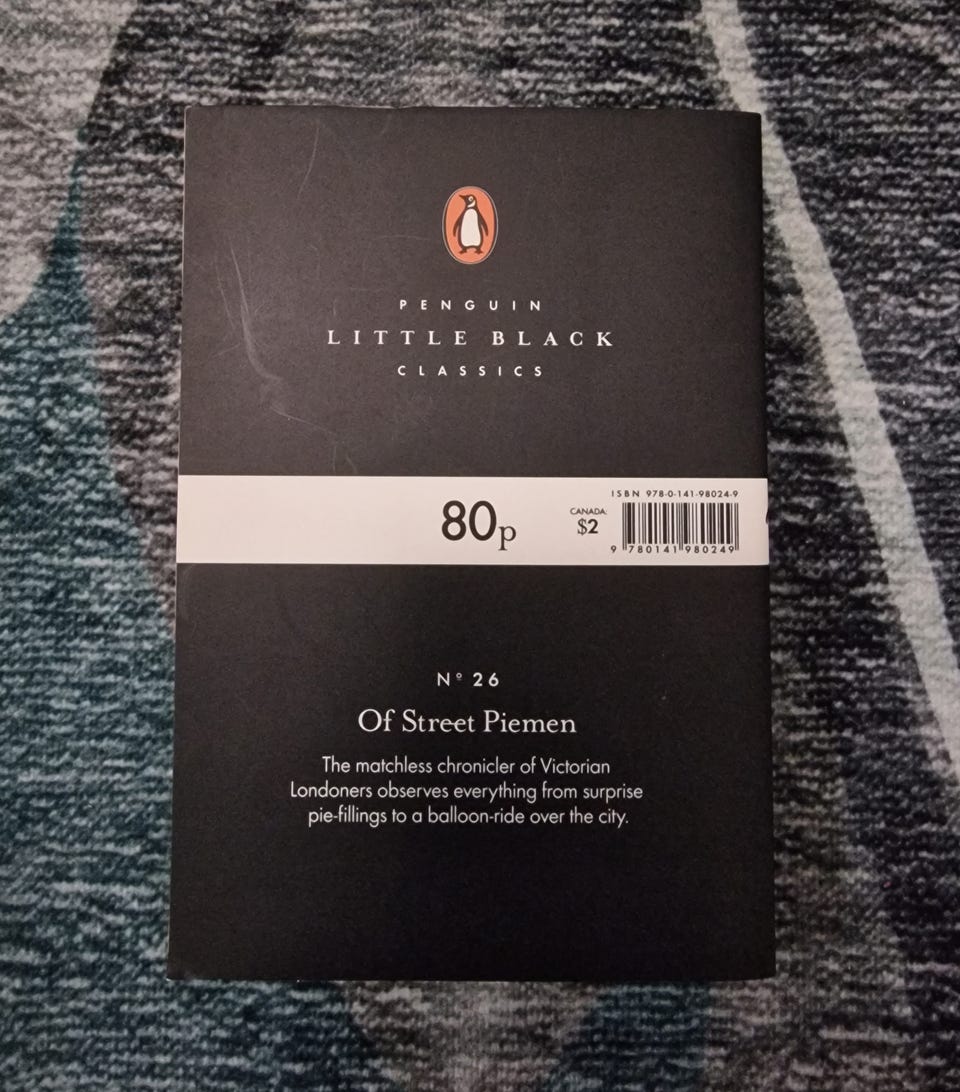 PENGUIN
LITTLE BLACK
CLASSICS
80p
CANADA:
$2
ISBN 978-0-141-98024-9
9 780141 980249
Nº 26
Of Street Piemen
The matchless chronicler of Victorian
Londoners observes everything from surprise
pie-fillings to a balloon-ride over the city.